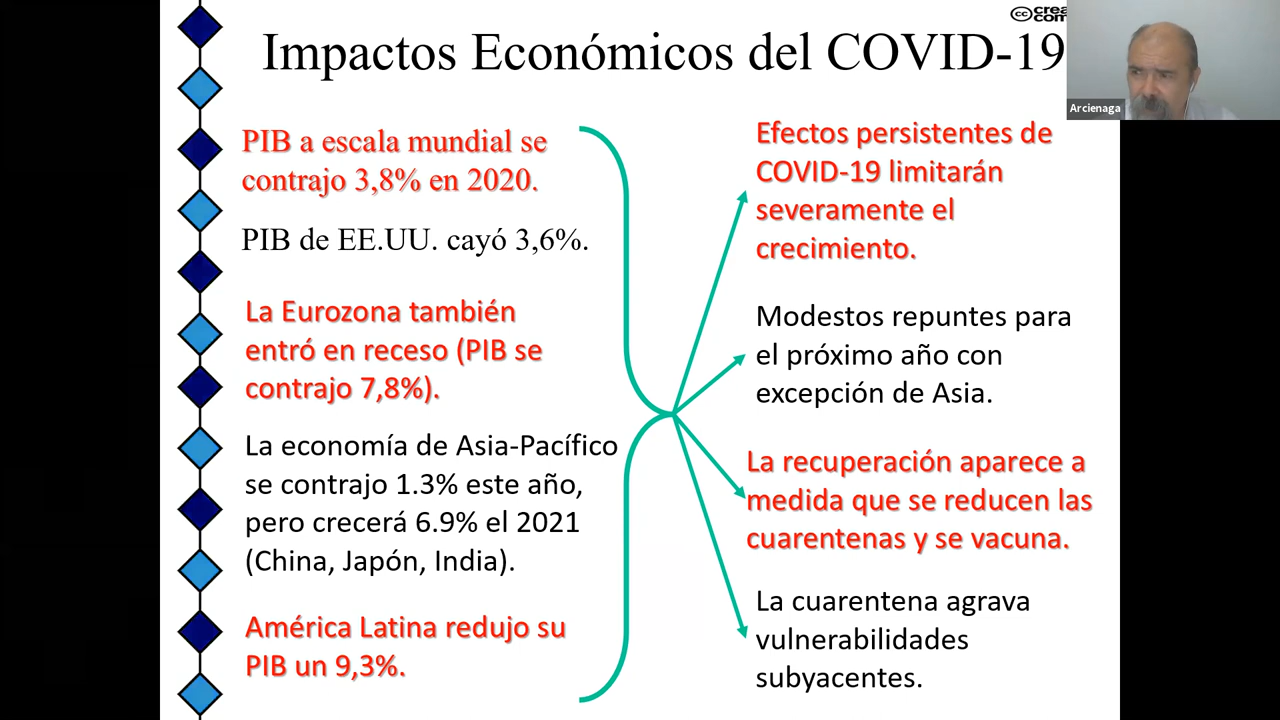 Impactos Económicos del COVID-19
Arcienaga
PIB a escala mundial se
contrajo 3,8% en 2020.
PIB de EE.UU. cayó 3,6%.
La Eurozona también
entró en receso (PIB se
contrajo 7,8%).
La economía de Asia-Pacífico
se contrajo 1.3% este año,
pero crecerá 6.9% el 2021
(China, Japón, India).
América Latina redujo su
PIB un 9,3%.
Efectos persistentes de
COVID-19 limitarán
severamente el
crecimiento.
Modestos repuntes para
el próximo año con
excepción de Asia.
La recuperación aparece a
medida que se reducen las
cuarentenas y se vacuna.
La cuarentena agrava
vulnerabilidades
subyacentes.